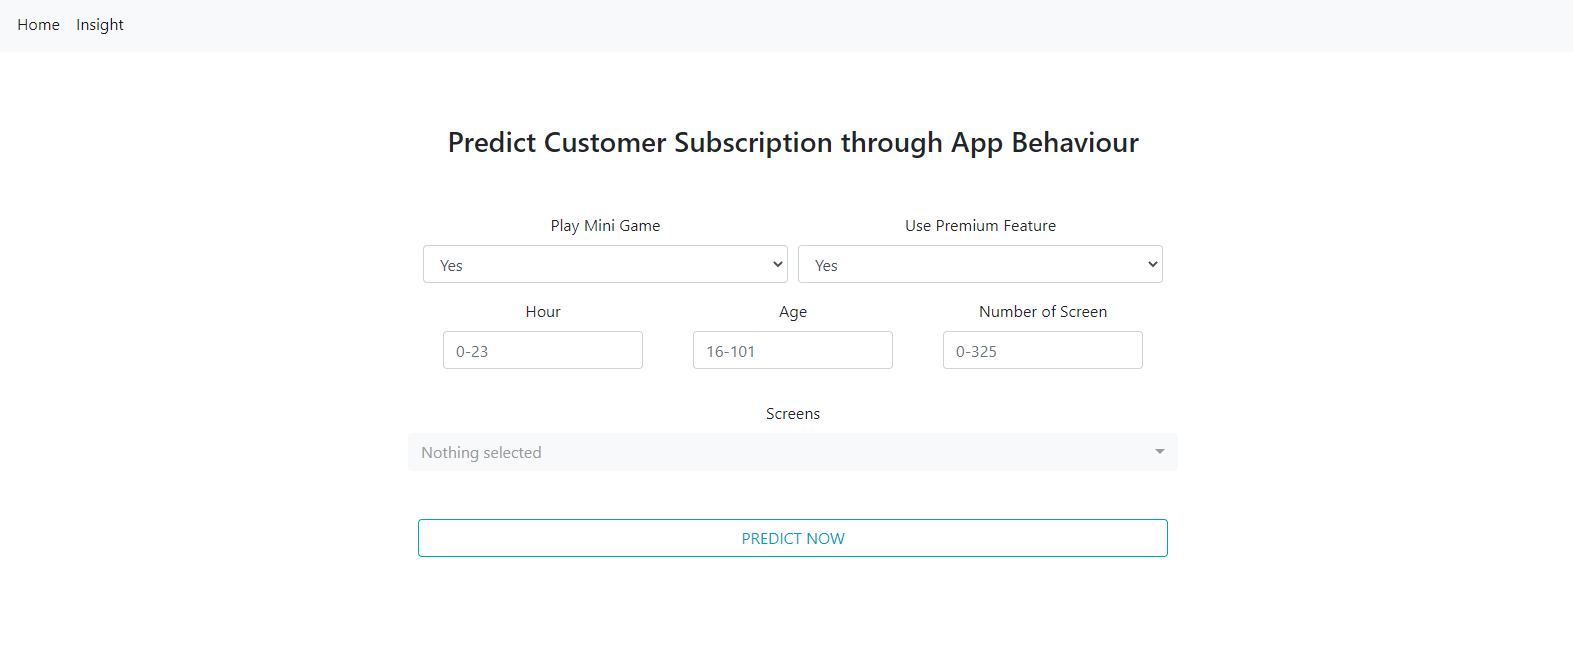 Home Insight
Predict Customer Subscription through App Behaviour
Play Mini Game Use Premium Feature
Yes Yes
Hour Age Number of Screen
0-23 16-101 0-325
Screens
Nothing selected
PREDICT NOW